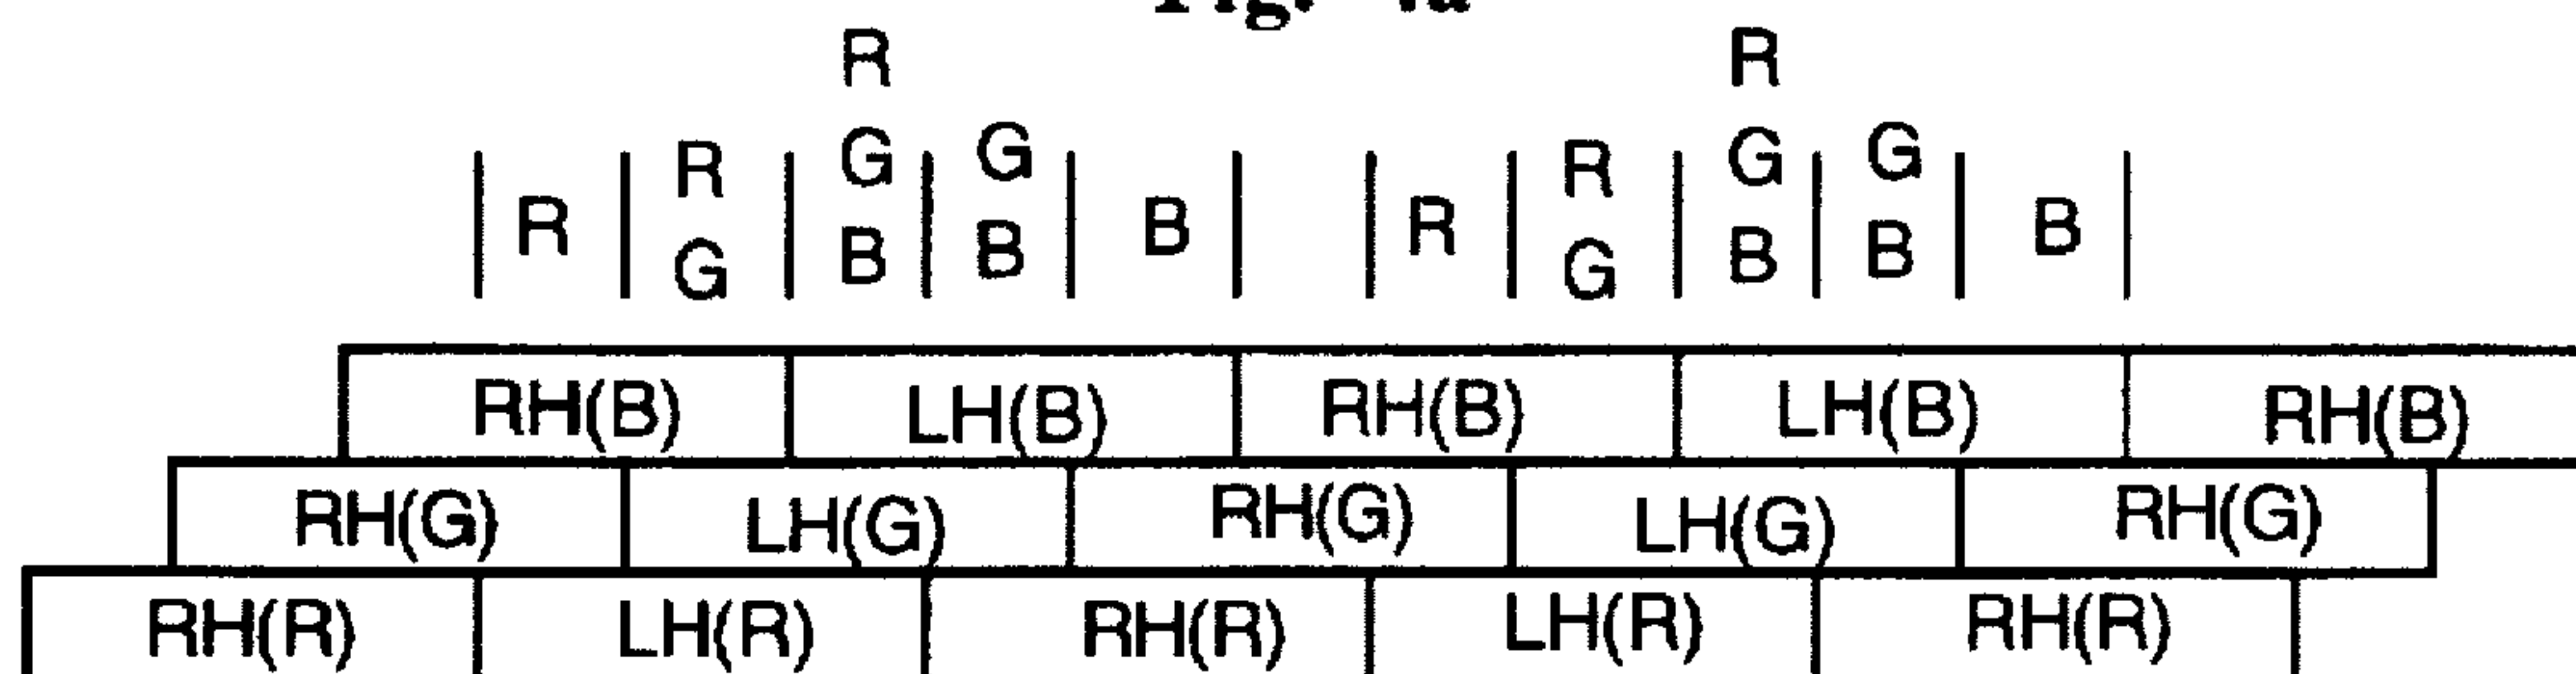 R R
G G G G
R R B B R R B B
G B G B
RH(B) LH(B) RH(B) LH(B) RH(B)
RH(G) LH(G) RH(G) LH(G) RH(G)
RH(R) LH(R) RH(R) LH(R) RH(R)